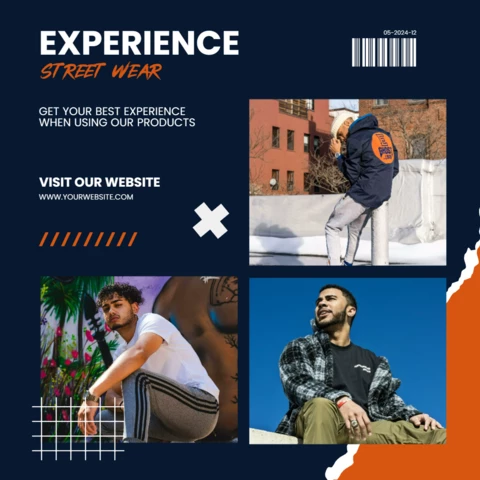 EXPERIENCE
STREET WEAR
05-2024-12
GET YOUR BEST EXPERIENCE
WHEN USING OUR PRODUCTS
VISIT OUR WEBSITE
WWW.YOURWEBSITE.COM